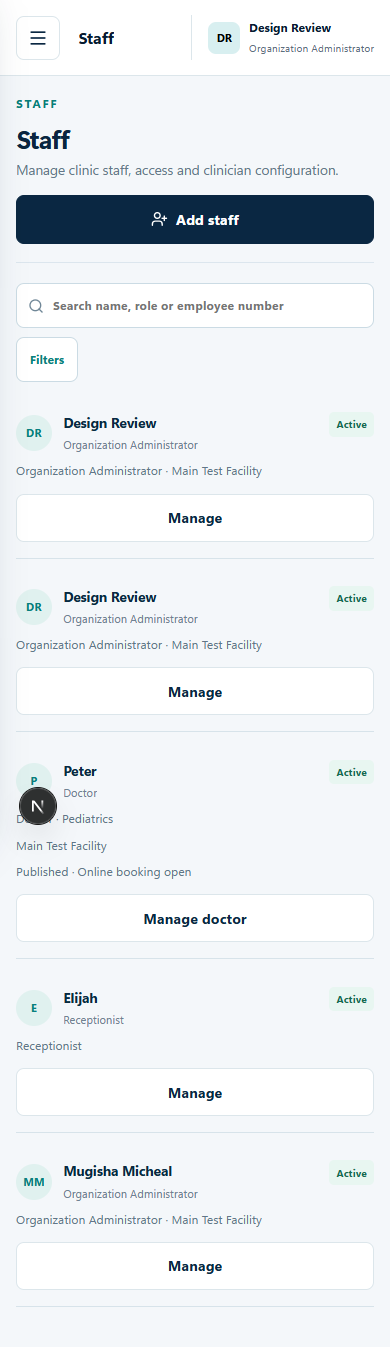 Staff
DR
Design Review
Organization Administrator
STAFF
Staff
Manage clinic staff, access and clinician configuration.
Add staff
Search name, role or employee number
Filters
DR
Design Review
Active
Organization Administrator
Organization Administrator · Main Test Facility
Manage
DR
Design Review
Active
Organization Administrator
Organization Administrator · Main Test Facility
Manage
P
Peter
Active
Doctor
N
· Pediatrics
Main Test Facility
Published · Online booking open
Manage doctor
E
Elijah
Active
Receptionist
Receptionist
Manage
MM
Mugisha Micheal
Active
Organization Administrator
Organization Administrator · Main Test Facility
Manage